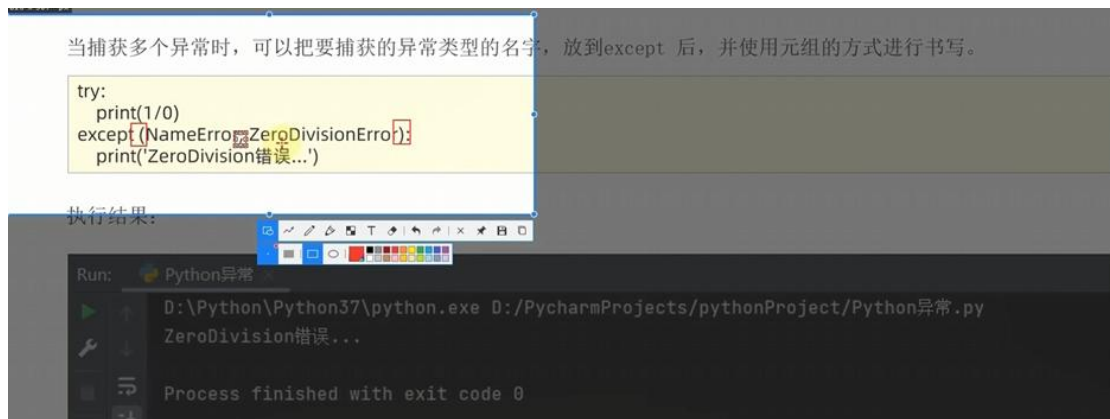 当捕获多个异常时，可以把要捕获的异常类型的名字，放到except 后，并使用元组的方式进行书写。
try:
print(1/0)
except (NameError, ZeroDivisionError):
print('ZeroDivision错误...')
执行结果：
Run: Python异常 ×
D:\Python\Python37\python.exe D:/PycharmProjects/pythonProject/Python异常.py
ZeroDivision错误...
Process finished with exit code 0